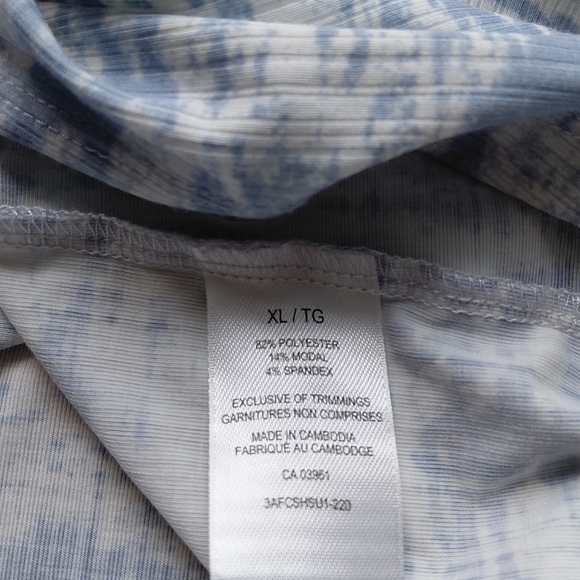 XL / TG
82% POLYESTER
14% MODAL
4% SPANDEX
EXCLUSIVE OF TRIMMINGS
GARNITURES NON COMPRISES
MADE IN CAMBODIA
FABRIQUÉ AU CAMBODGE
CA 03961
3AFCSHSU1-220